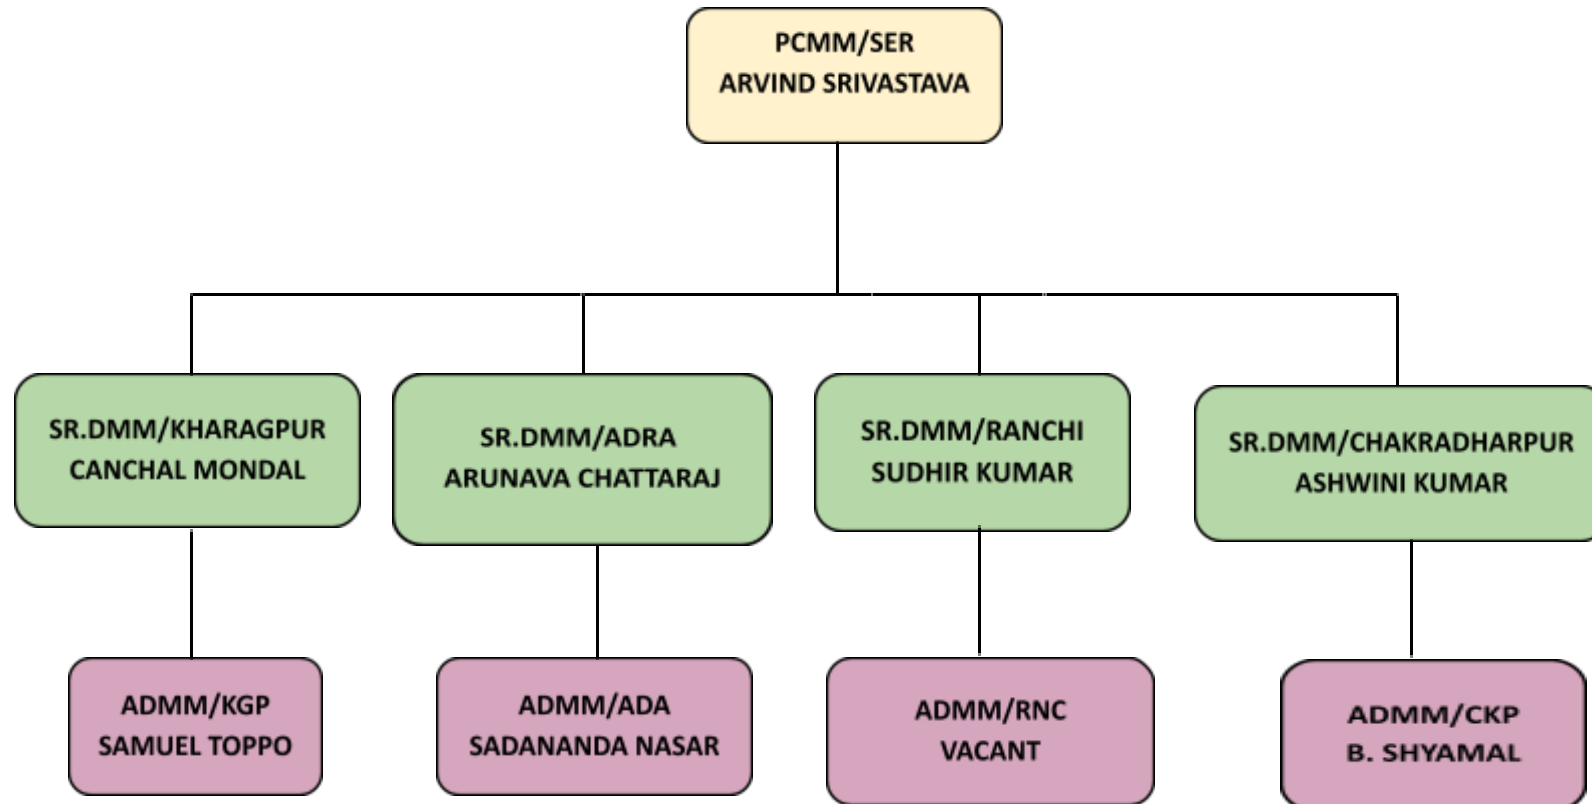 PCMM/SER
ARVIND SRIVASTAVA
SR.DMM/KHARAGPUR
CANCHAL MONDAL
SR.DMM/ADRA
ARUNAVA CHATTARAJ
SR.DMM/RANCHI
SUDHIR KUMAR
SR.DMM/CHAKRADHARPUR
ASHWINI KUMAR
ADMM/KGP
SAMUEL TOPPO
ADMM/ADA
SADANANDA NASAR
ADMM/RNC
VACANT
ADMM/CKP
B. SHYAMAL